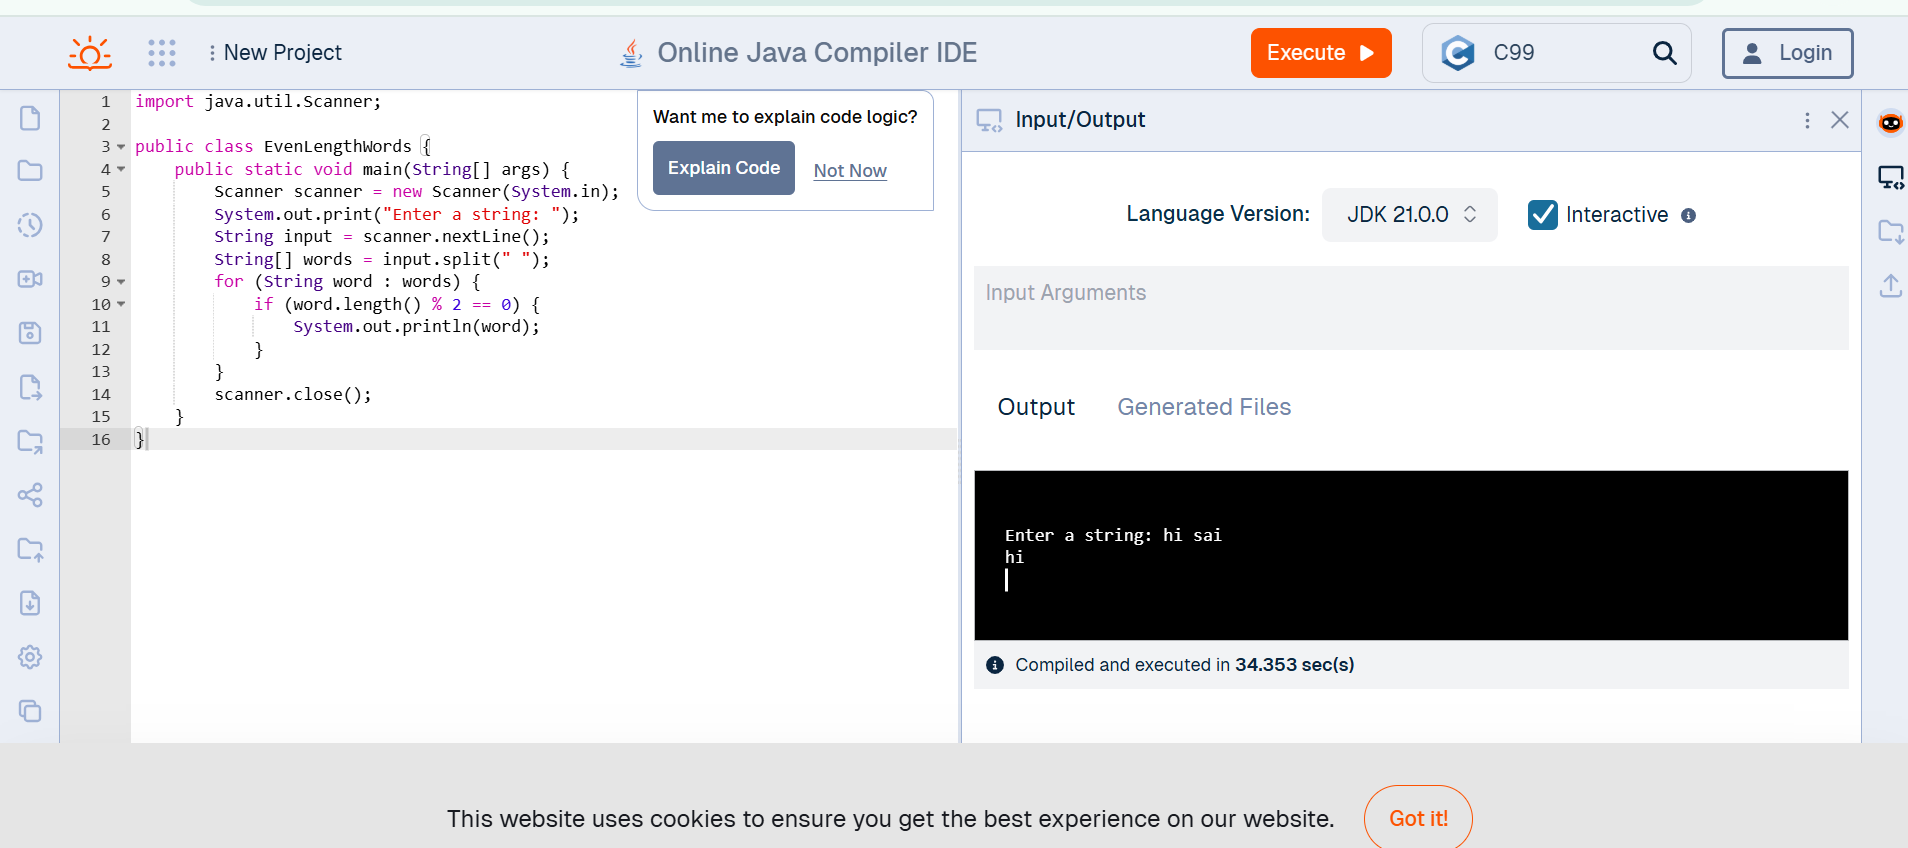 New Project
Online Java Compiler IDE
Execute
C99
Login
1 import java.util.Scanner;
2
3 public class EvenLengthWords {
4 public static void main(String[] args) {
5 Scanner scanner = new Scanner(System.in);
6 System.out.print("Enter a string: ");
7 String input = scanner.nextLine();
8 String[] words = input.split(" ");
9 for (String word : words) {
10 if (word.length() % 2 == 0) {
11 System.out.println(word);
12 }
13 }
14 scanner.close();
15 }
16 }
Want me to explain code logic?
Explain Code
Not Now
Input/Output
Language Version: JDK 21.0.0 Interactive
Input Arguments
Output Generated Files
Enter a string: hi sai
hi
Compiled and executed in 34.353 sec(s)
This website uses cookies to ensure you get the best experience on our website.
Got it!